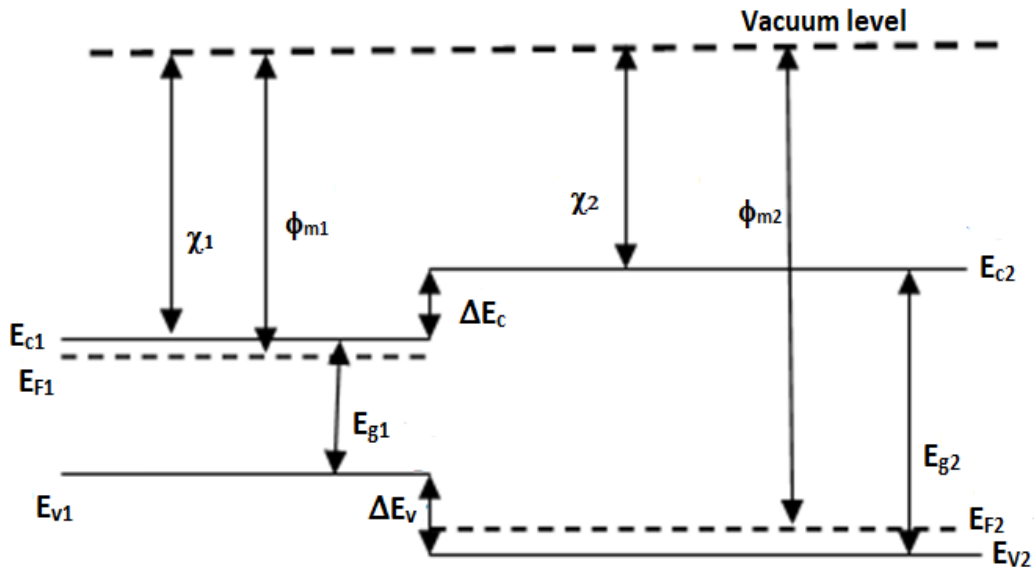 Vacuum level
χ1
ϕm1
χ2
ϕm2
Ec2
ΔEc
Ec1
EF1
Eg1
Eg2
Ev1
ΔEv
EF2
EV2